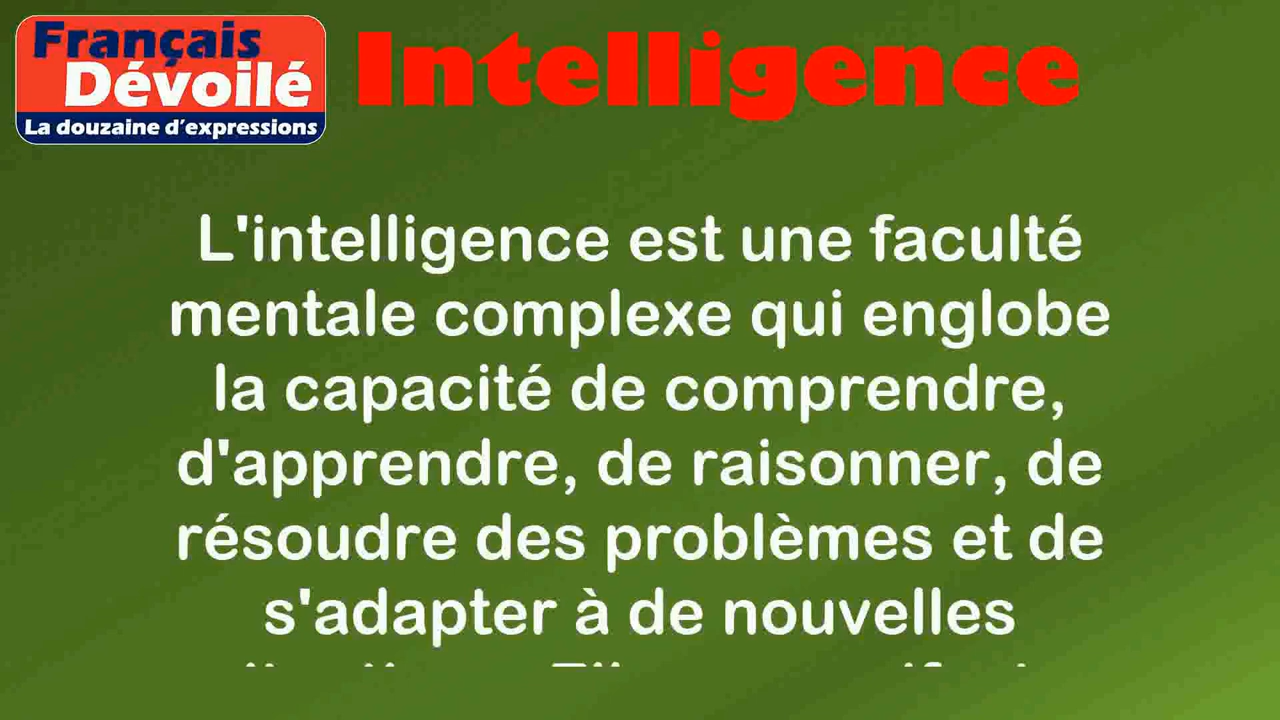 Français
Dévoilé
La douzaine d'expressions
Intelligence
L'intelligence est une faculté
mentale complexe qui englobe
la capacité de comprendre,
d'apprendre, de raisonner, de
résoudre des problèmes et de
s'adapter à de nouvelles